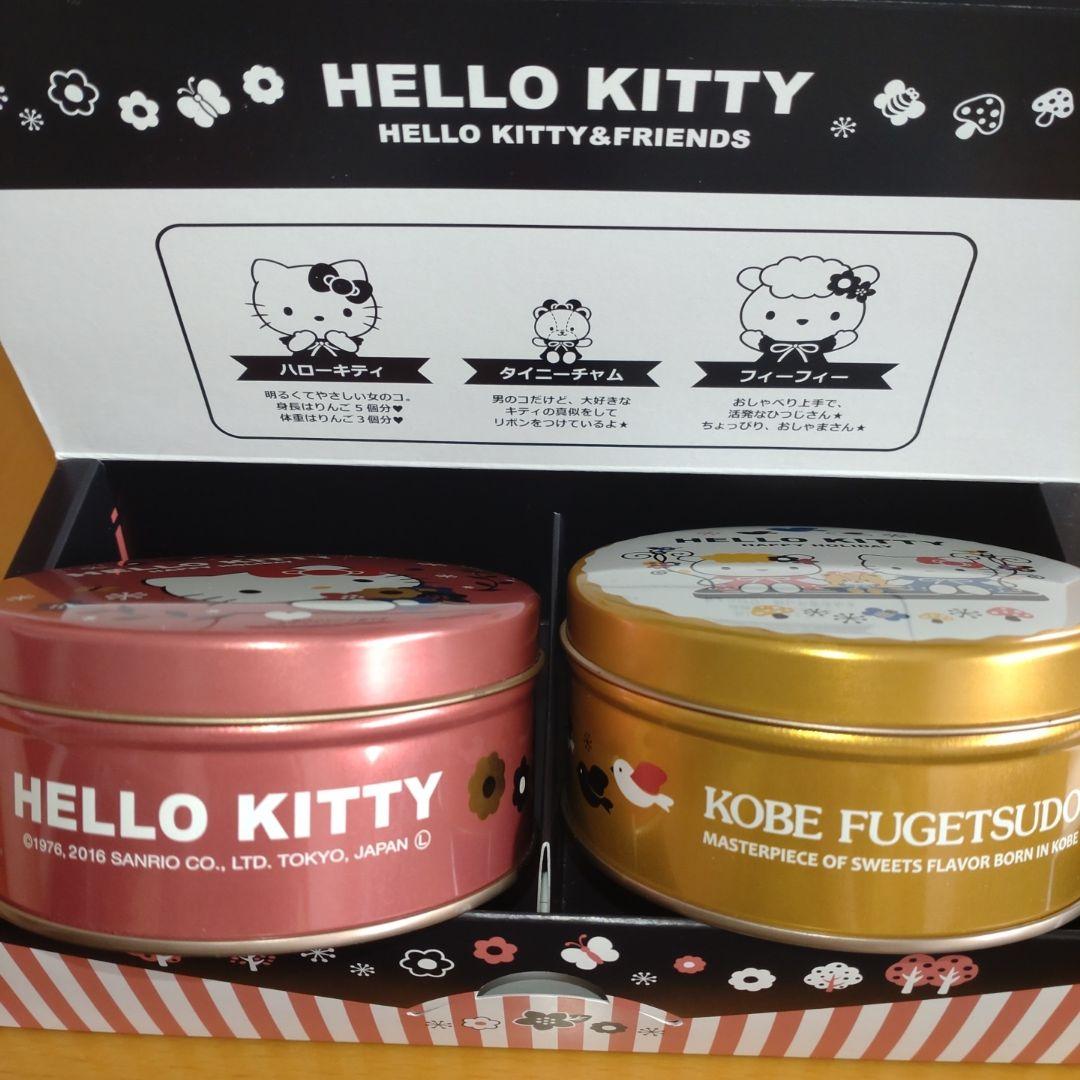 HELLO KITTY
HELLO KITTY&FRIENDS
ハローキティ
明るくてやさしい女のコ。
身長はりんご5個分♥
体重はりんご3個分♥
タイニーチャム
男のコだけど、大好きな
キティの真似をして
リボンをつけているよ★
フィーフィー
おしゃべり上手で、
活発なひつじさん★
ちょっぴり、おしゃまさん★
HELLO KITTY
HELLO KITTY
HAPPY HOLIDAY
HELLO KITTY
©1976, 2016 SANRIO CO., LTD. TOKYO, JAPAN Ⓛ
KOBE FUGETSUDO
MASTERPIECE OF SWEETS FLAVOR BORN IN KOBE